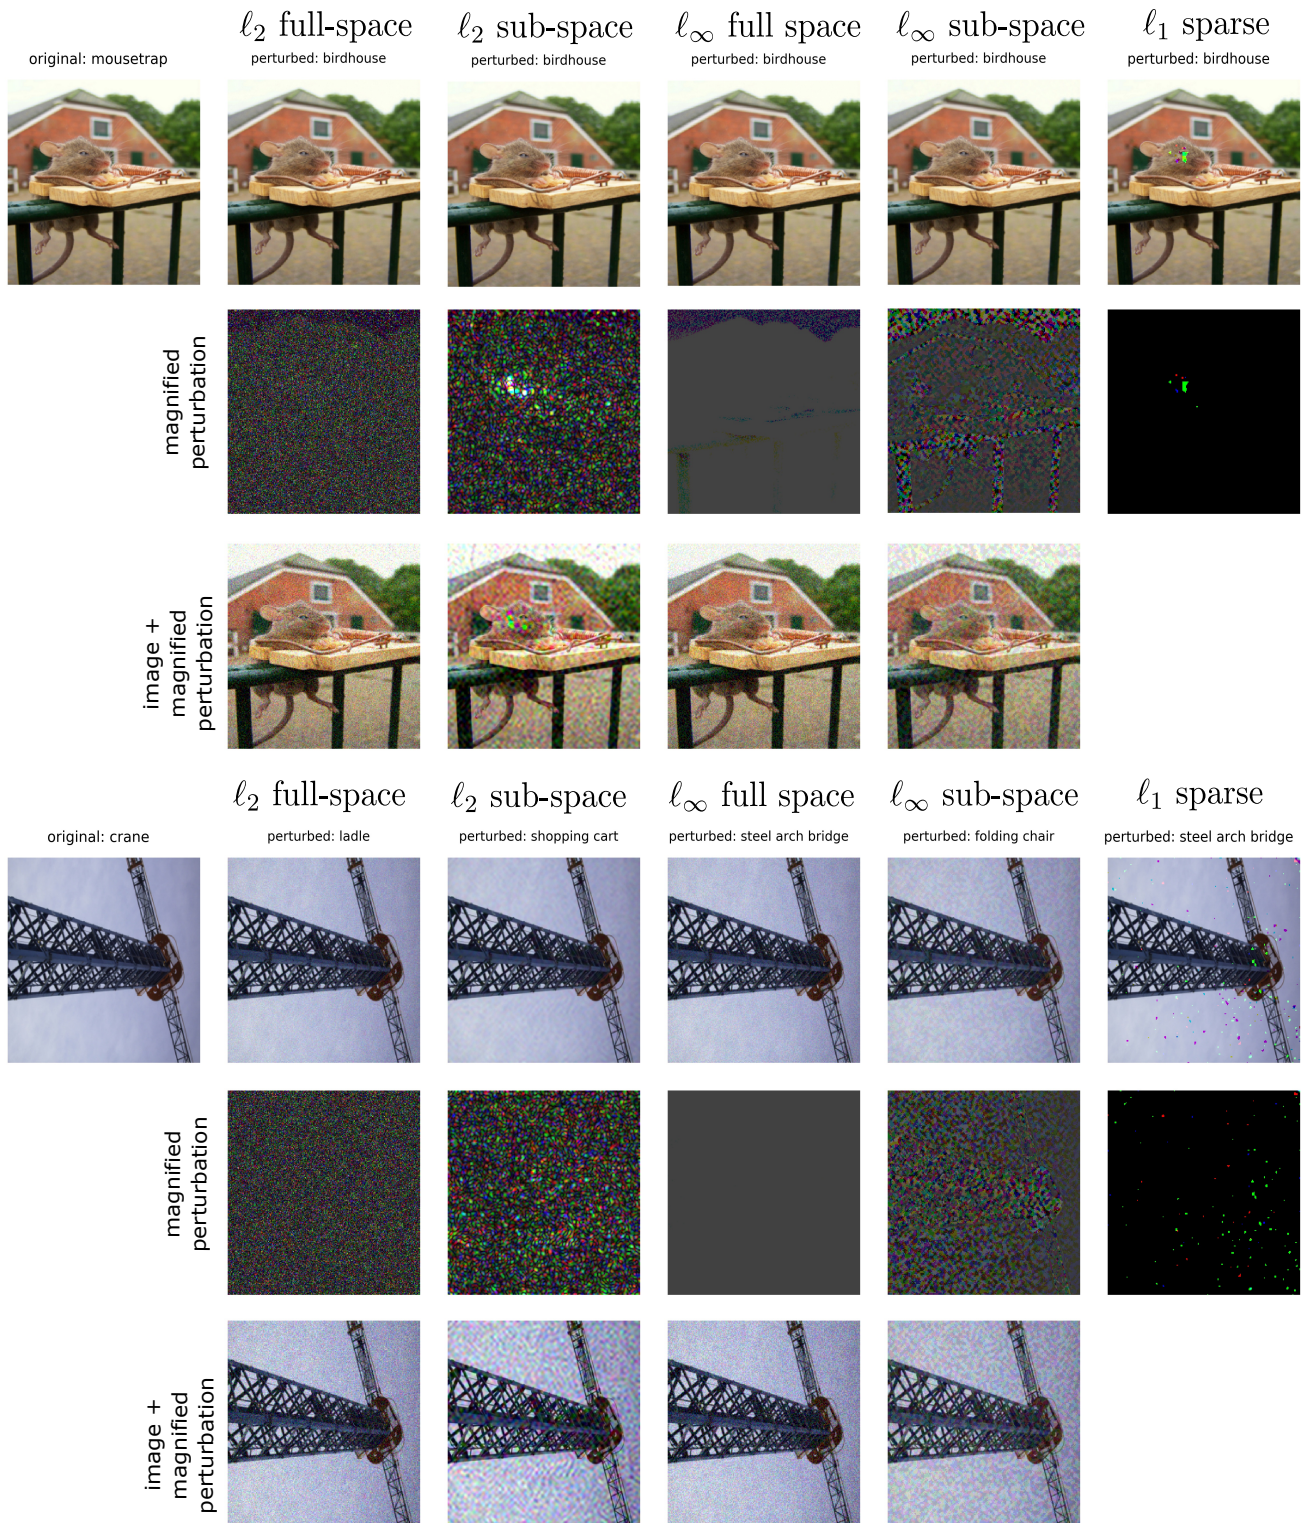 ℓ₂ full-space ℓ₂ sub-space ℓ∞ full space ℓ∞ sub-space ℓ₁ sparse
original: mousetrap perturbed: birdhouse perturbed: birdhouse perturbed: birdhouse perturbed: birdhouse perturbed: birdhouse
magnified
perturbation
image +
magnified
perturbation
ℓ₂ full-space ℓ₂ sub-space ℓ∞ full space ℓ∞ sub-space ℓ₁ sparse
original: crane perturbed: ladle perturbed: shopping cart perturbed: steel arch bridge perturbed: folding chair perturbed: steel arch bridge
magnified
perturbation
image +
magnified
perturbation